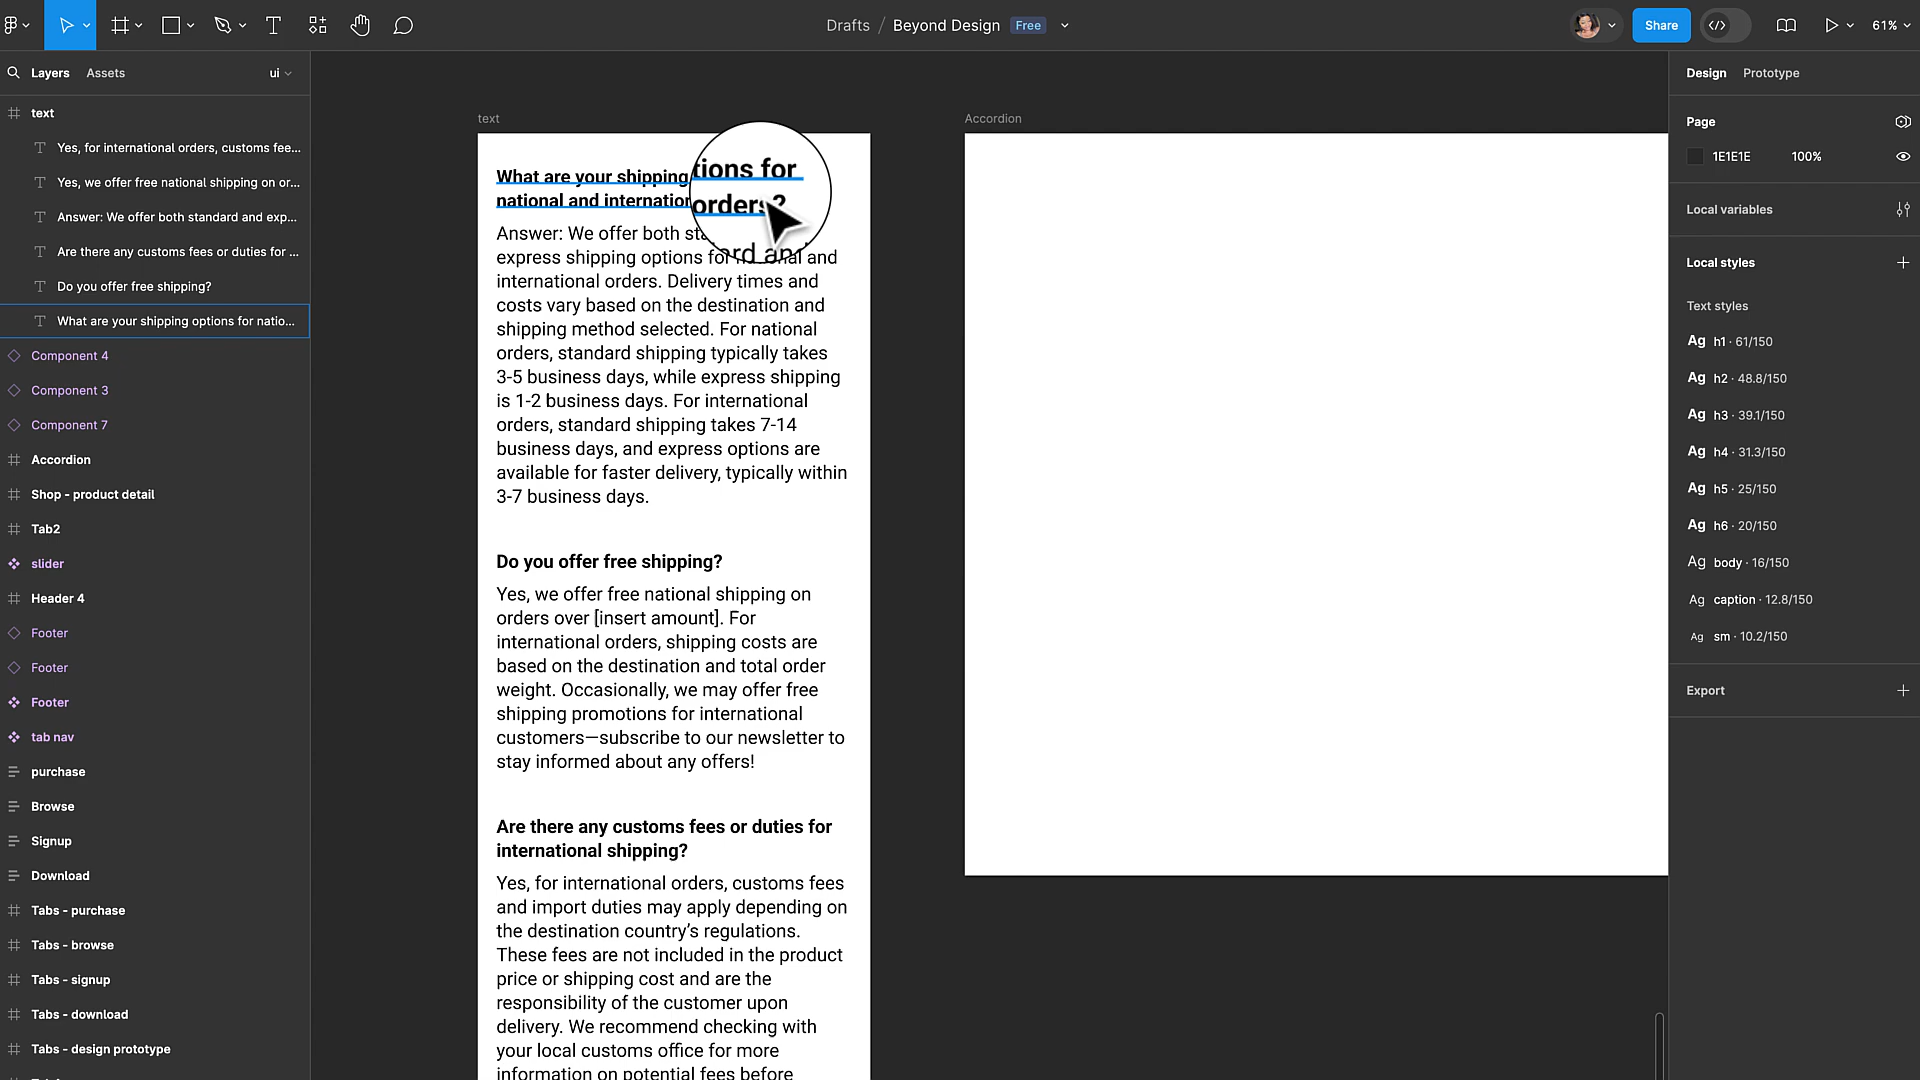 Drafts / Beyond Design Free
Share
61%
Layers Assets ui
text
Yes, for international orders, customs fee...
Yes, we offer free national shipping on or...
Answer: We offer both standard and exp...
Are there any customs fees or duties for ...
Do you offer free shipping?
What are your shipping options for natio...
Component 4
Component 3
Component 7
Accordion
Shop - product detail
Tab2
slider
Header 4
Footer
Footer
Footer
tab nav
purchase
Browse
Signup
Download
Tabs - purchase
Tabs - browse
Tabs - signup
Tabs - download
Tabs - design prototype
text
What are your shipping tions for
national and internation orders?
Answer: We offer both sta ard and
express shipping options for national and
international orders. Delivery times and
costs vary based on the destination and
shipping method selected. For national
orders, standard shipping typically takes
3-5 business days, while express shipping
is 1-2 business days. For international
orders, standard shipping takes 7-14
business days, and express options are
available for faster delivery, typically within
3-7 business days.
Do you offer free shipping?
Yes, we offer free national shipping on
orders over [insert amount]. For
international orders, shipping costs are
based on the destination and total order
weight. Occasionally, we may offer free
shipping promotions for international
customers—subscribe to our newsletter to
stay informed about any offers!
Are there any customs fees or duties for
international shipping?
Yes, for international orders, customs fees
and import duties may apply depending on
the destination country’s regulations.
These fees are not included in the product
price or shipping cost and are the
responsibility of the customer upon
delivery. We recommend checking with
your local customs office for more
information on potential fees before
Accordion
Design Prototype
Page
1E1E1E 100%
Local variables
Local styles
Text styles
Ag h1 · 61/150
Ag h2 · 48.8/150
Ag h3 · 39.1/150
Ag h4 · 31.3/150
Ag h5 · 25/150
Ag h6 · 20/150
Ag body · 16/150
Ag caption · 12.8/150
Ag sm · 10.2/150
Export